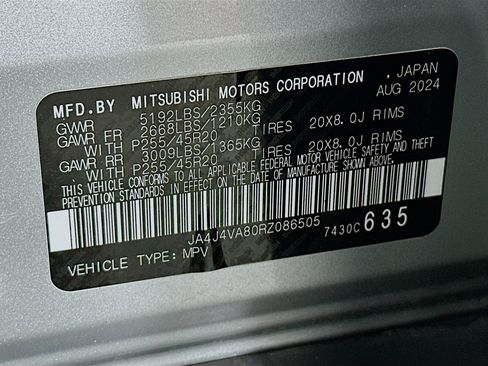 MFD.BY MITSUBISHI MOTORS CORPORATION , JAPAN
AUG 2024
GVWR 5192LBS/2355KG
GAWR FR 2668LBS/1210KG
WITH P255/45R20 TIRES 20X8.0J RIMS
GAWR RR 3009LBS/1365KG
WITH P255/45R20 TIRES 20X8.0J RIMS
THIS VEHICLE CONFORMS TO ALL APPLICABLE FEDERAL MOTOR VEHICLE SAFETY AND THEFT
PREVENTION STANDARDS IN EFFECT ON THE DATE OF MANUFACTURE SHOWN ABOVE.
JA4J4VA80RZ086505 7430C 635
VEHICLE TYPE: MPV